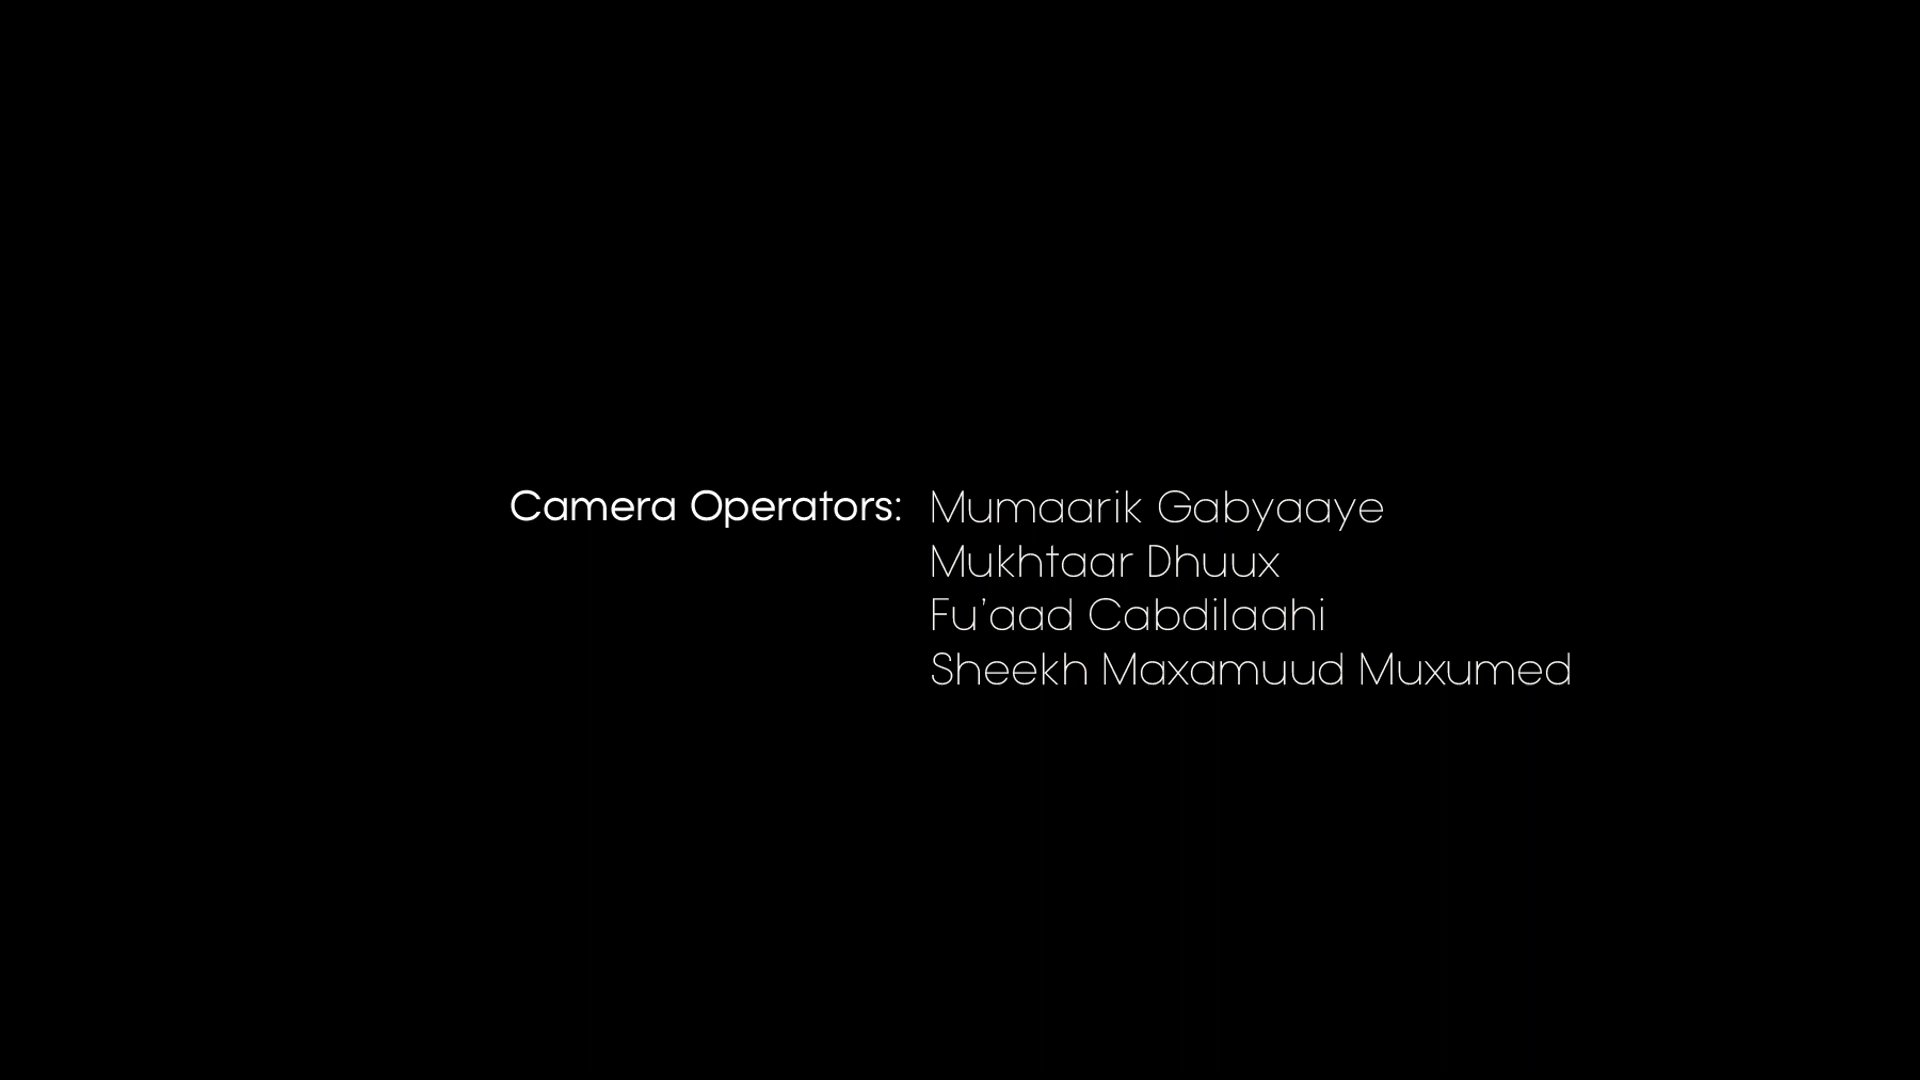 Camera Operators: Mumaarik Gabyaaye
Mukhtaar Dhuux
Fu'aad Cabdilaahi
Sheekh Maxamuud Muxumed